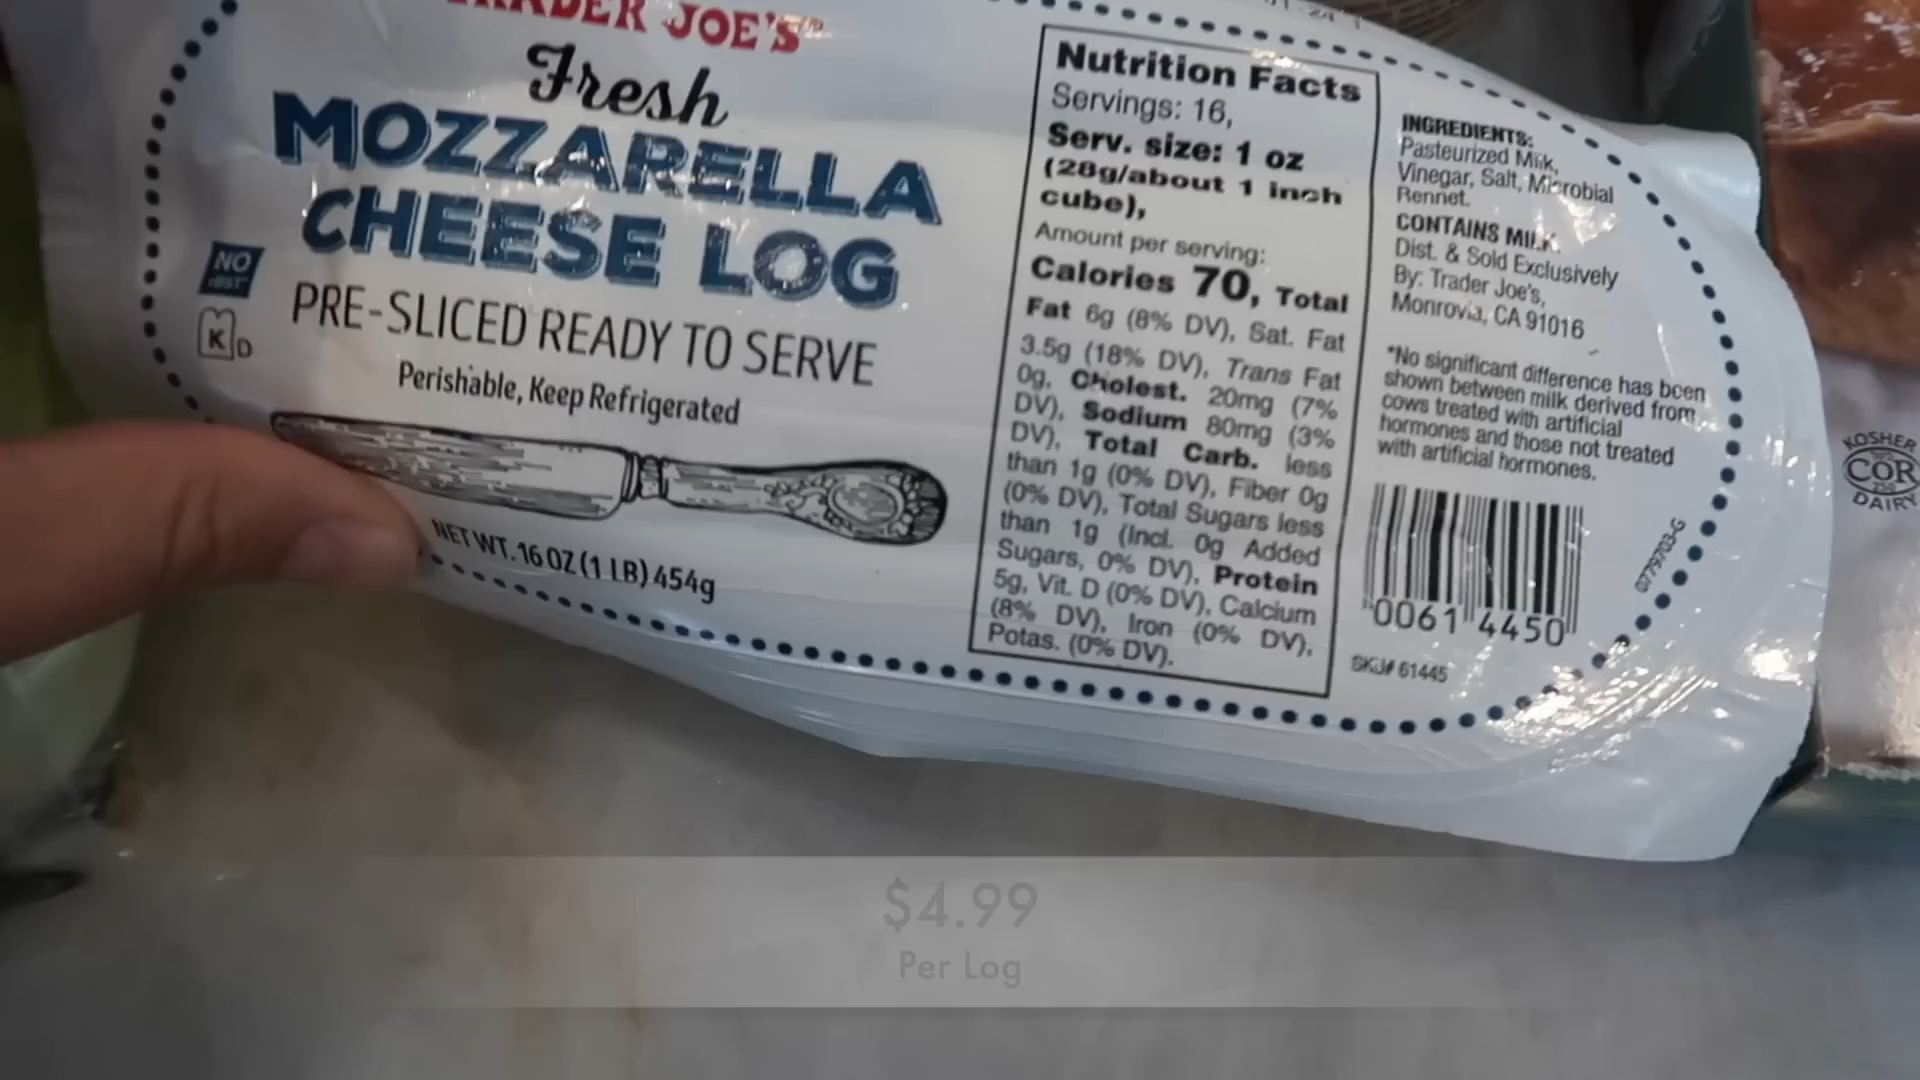 TRADER JOE'S
Fresh
MOZZARELLA
CHEESE LOG
NO
rBST*
K D
PRE-SLICED READY TO SERVE
Perishable, Keep Refrigerated
NET WT. 16 OZ (1 LB) 454g
Nutrition Facts
Servings: 16,
Serv. size: 1 oz
(28g/about 1 inch
cube),
Amount per serving:
Calories 70, Total
Fat 6g (8% DV), Sat. Fat
3.5g (18% DV), Trans Fat
0g, Cholest. 20mg (7%
DV), Sodium 80mg (3%
DV), Total Carb. less
than 1g (0% DV), Fiber 0g
(0% DV), Total Sugars less
than 1g (Incl. 0g Added
Sugars, 0% DV), Protein
5g, Vit. D (0% DV), Calcium
(8% DV), Iron (0% DV),
Potas. (0% DV).
INGREDIENTS:
Pasteurized Milk,
Vinegar, Salt, Microbial
Rennet.
CONTAINS MILK.
Dist. & Sold Exclusively
By: Trader Joe's,
Monrovia, CA 91016
*No significant difference has been
shown between milk derived from
cows treated with artificial
hormones and those not treated
with artificial hormones.
0061 4450
SKU# 61445
0779703-G
KOSHER
COR
DAIRY
$4.99
Per Log